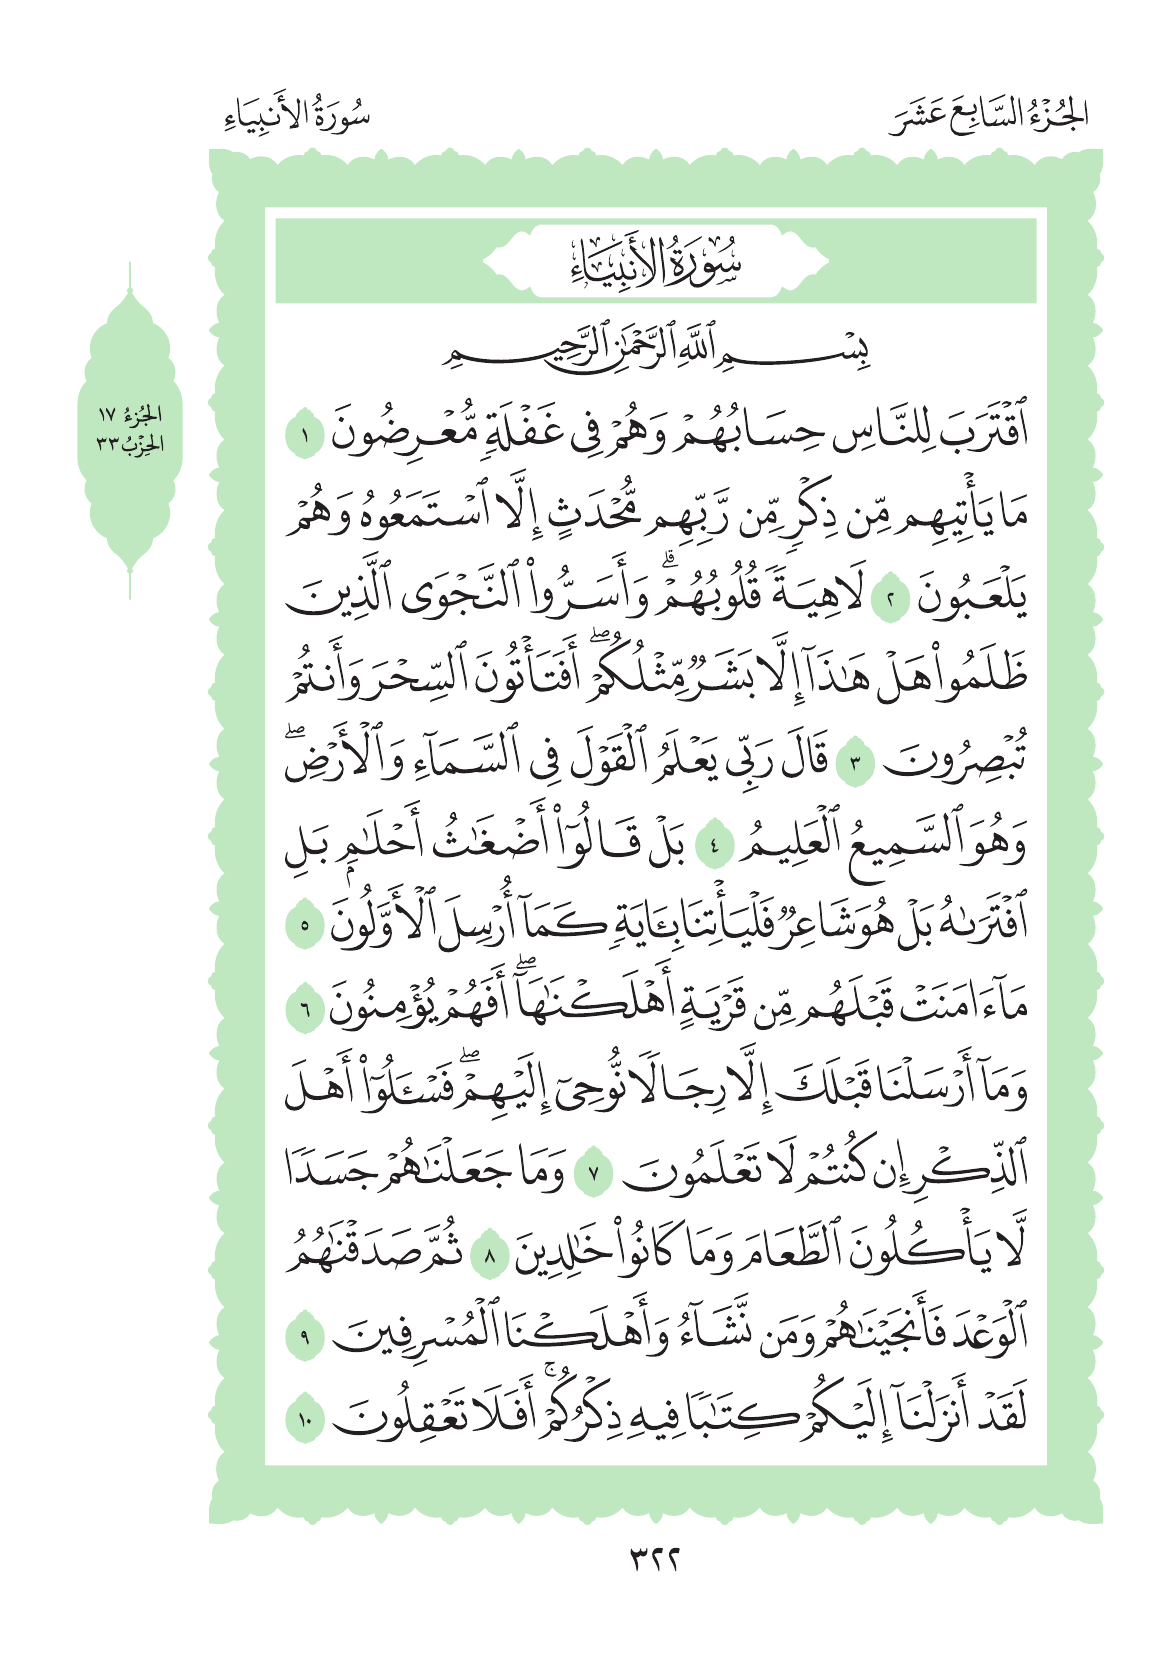 الجُزْءُ السَّابِعَ عَشَرَ
سُورَةُ الأَنبِيَاءِ
سُورَةُ الأَنبِيَاءِ
بِسْمِ ٱللَّهِ ٱلرَّحْمَٰنِ ٱلرَّحِيمِ
ٱقْتَرَبَ لِلنَّاسِ حِسَابُهُمْ وَهُمْ فِى غَفْلَةٍ مُّعْرِضُونَ ١
مَا يَأْتِيهِم مِّن ذِكْرٍ مِّن رَّبِّهِم مُّحْدَثٍ إِلَّا ٱسْتَمَعُوهُ وَهُمْ
يَلْعَبُونَ ٢ لَاهِيَةً قُلُوبُهُمْ ۗ وَأَسَرُّوا۟ ٱلنَّجْوَى ٱلَّذِينَ
ظَلَمُوا۟ هَلْ هَٰذَآ إِلَّا بَشَرٌ مِّثْلُكُمْ ۖ أَفَتَأْتُونَ ٱلسِّحْرَ وَأَنتُمْ
تُبْصِرُونَ ٣ قَالَ رَبِّى يَعْلَمُ ٱلْقَوْلَ فِى ٱلسَّمَآءِ وَٱلْأَرْضِ ۖ
وَهُوَ ٱلسَّمِيعُ ٱلْعَلِيمُ ٤ بَلْ قَالُوٓا۟ أَضْغَٰثُ أَحْلَٰمٍۭ بَلِ
ٱفْتَرَىٰهُ بَلْ هُوَ شَاعِرٌ فَلْيَأْتِنَا بِـَٔايَةٍ كَمَآ أُرْسِلَ ٱلْأَوَّلُونَ ٥
مَآ ءَامَنَتْ قَبْلَهُم مِّن قَرْيَةٍ أَهْلَكْنَٰهَآ ۖ أَفَهُمْ يُؤْمِنُونَ ٦
وَمَآ أَرْسَلْنَا قَبْلَكَ إِلَّا رِجَالًا نُّوحِىٓ إِلَيْهِمْ ۖ فَسْـَٔلُوٓا۟ أَهْلَ
ٱلذِّكْرِ إِن كُنتُمْ لَا تَعْلَمُونَ ٧ وَمَا جَعَلْنَٰهُمْ جَسَدًا
لَّا يَأْكُلُونَ ٱلطَّعَامَ وَمَا كَانُوا۟ خَٰلِدِينَ ٨ ثُمَّ صَدَقْنَٰهُمُ
ٱلْوَعْدَ فَأَنجَيْنَٰهُمْ وَمَن نَّشَآءُ وَأَهْلَكْنَا ٱلْمُسْرِفِينَ ٩
لَقَدْ أَنزَلْنَآ إِلَيْكُمْ كِتَٰبًا فِيهِ ذِكْرُكُمْ ۖ أَفَلَا تَعْقِلُونَ ١٠
الجُزءُ ١٧
الحِزْبُ ٣٣
٣٢٢